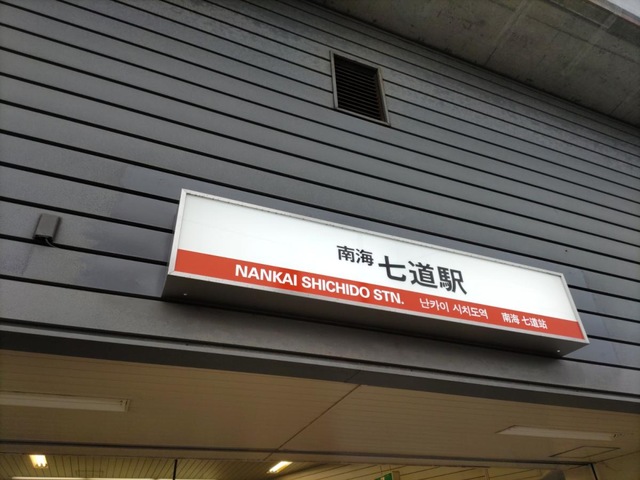 南海 七道駅
NANKAI SHICHIDO STN. 난카이 시치도역 南海 七道站